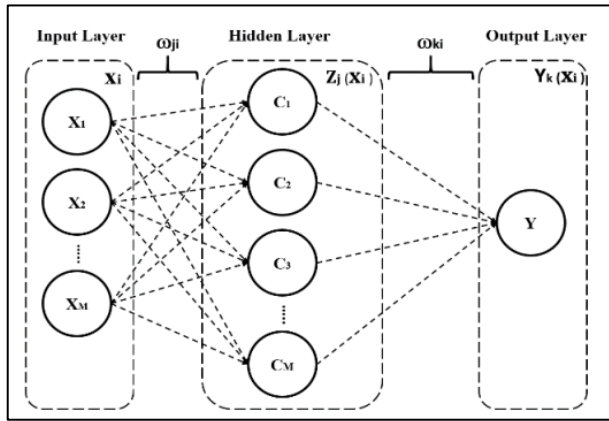 Input Layer
ωji
Hidden Layer
ωki
Output Layer
Xi
Zj (Xi)
Yk (Xi)
X1
X2
XM
C1
C2
C3
CM
Y